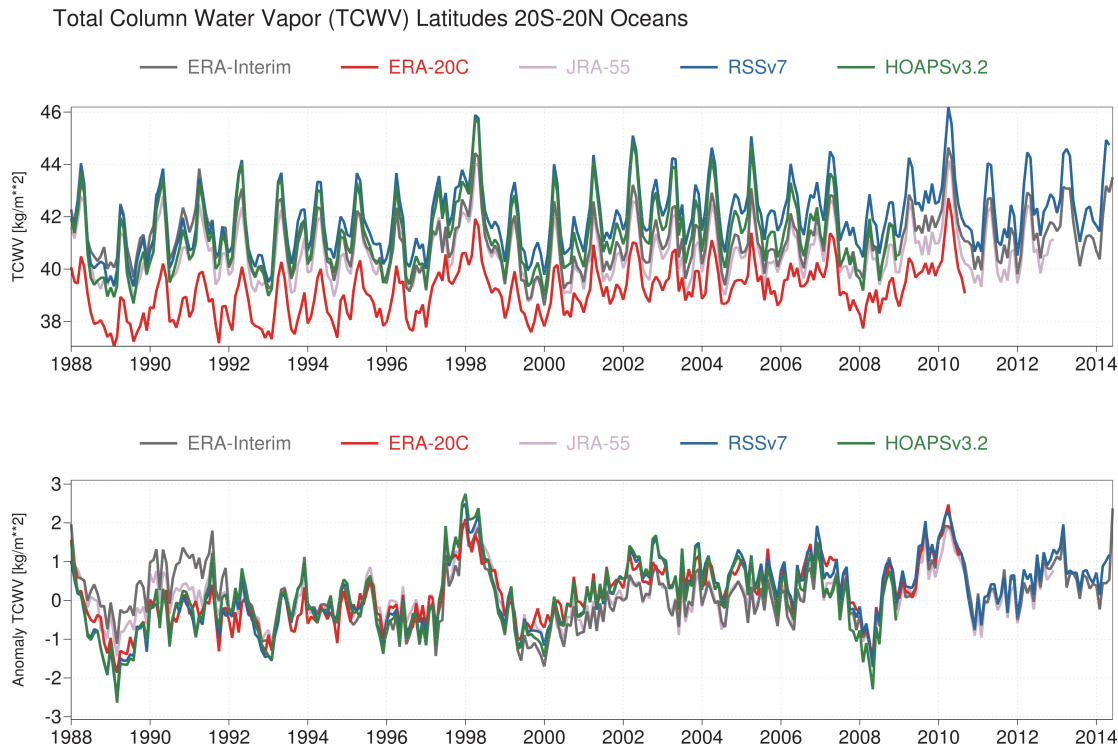 Total Column Water Vapor (TCWV) Latitudes 20S-20N Oceans
ERA-Interim ERA-20C JRA-55 RSSv7 HOAPSv3.2
TCWV [kg/m**2]
46
44
42
40
38
1988 1990 1992 1994 1996 1998 2000 2002 2004 2006 2008 2010 2012 2014
ERA-Interim ERA-20C JRA-55 RSSv7 HOAPSv3.2
Anomaly TCWV [kg/m**2]
3
2
1
0
-1
-2
-3
1988 1990 1992 1994 1996 1998 2000 2002 2004 2006 2008 2010 2012 2014